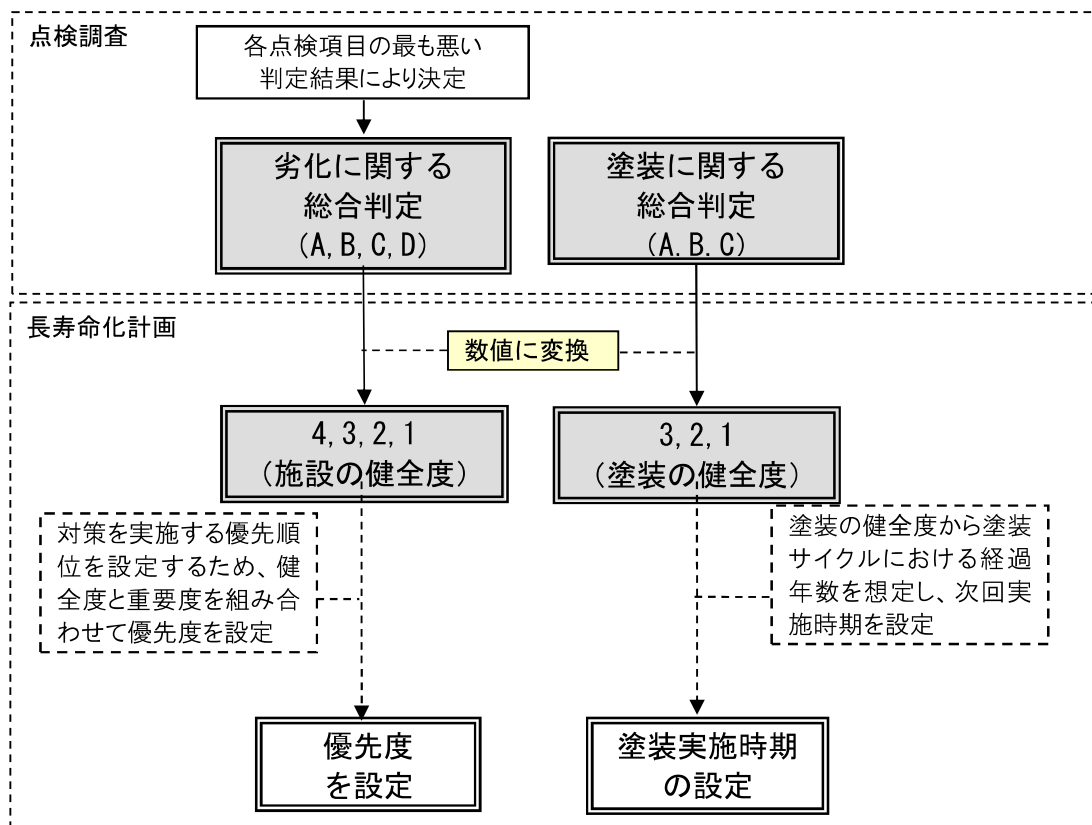 点検調査
各点検項目の最も悪い
判定結果により決定
劣化に関する
総合判定
(A,B,C,D)
塗装に関する
総合判定
(A.B.C)
長寿命化計画
数値に変換
4,3,2,1
(施設の健全度)
3,2,1
(塗装の健全度)
対策を実施する優先順
位を設定するため、健
全度と重要度を組み合
わせて優先度を設定
塗装の健全度から塗装
サイクルにおける経過
年数を想定し、次回実
施時期を設定
優先度
を設定
塗装実施時期
の設定